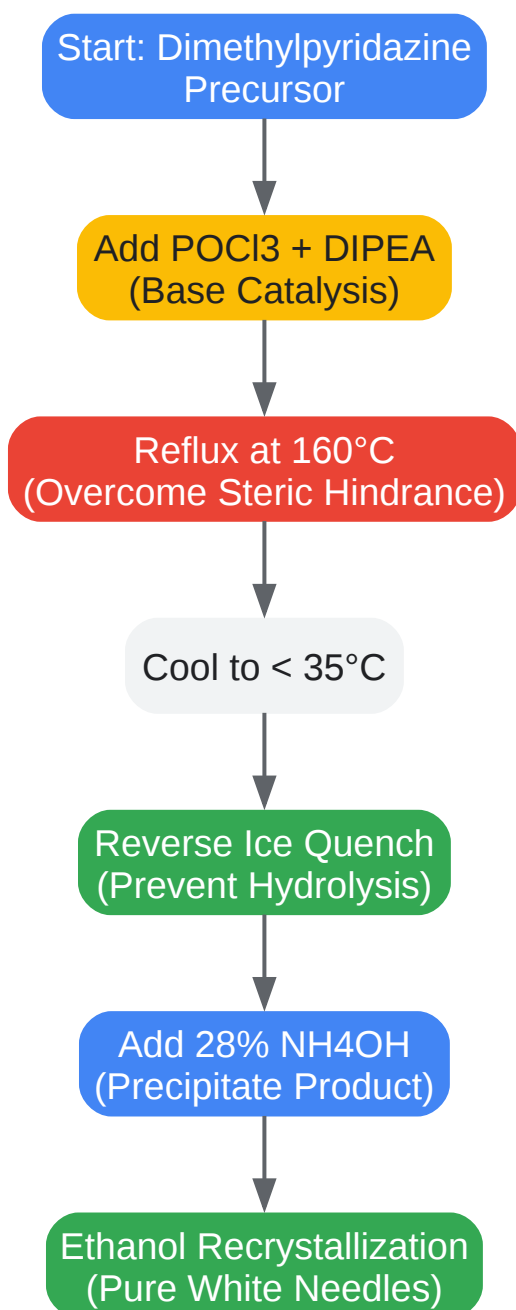 Start: Dimethylpyridazine
Precursor
Add POCl3 + DIPEA
(Base Catalysis)
Reflux at 160°C
(Overcome Steric Hindrance)
Cool to < 35°C
Reverse Ice Quench
(Prevent Hydrolysis)
Add 28% NH4OH
(Precipitate Product)
Ethanol Recrystallization
(Pure White Needles)